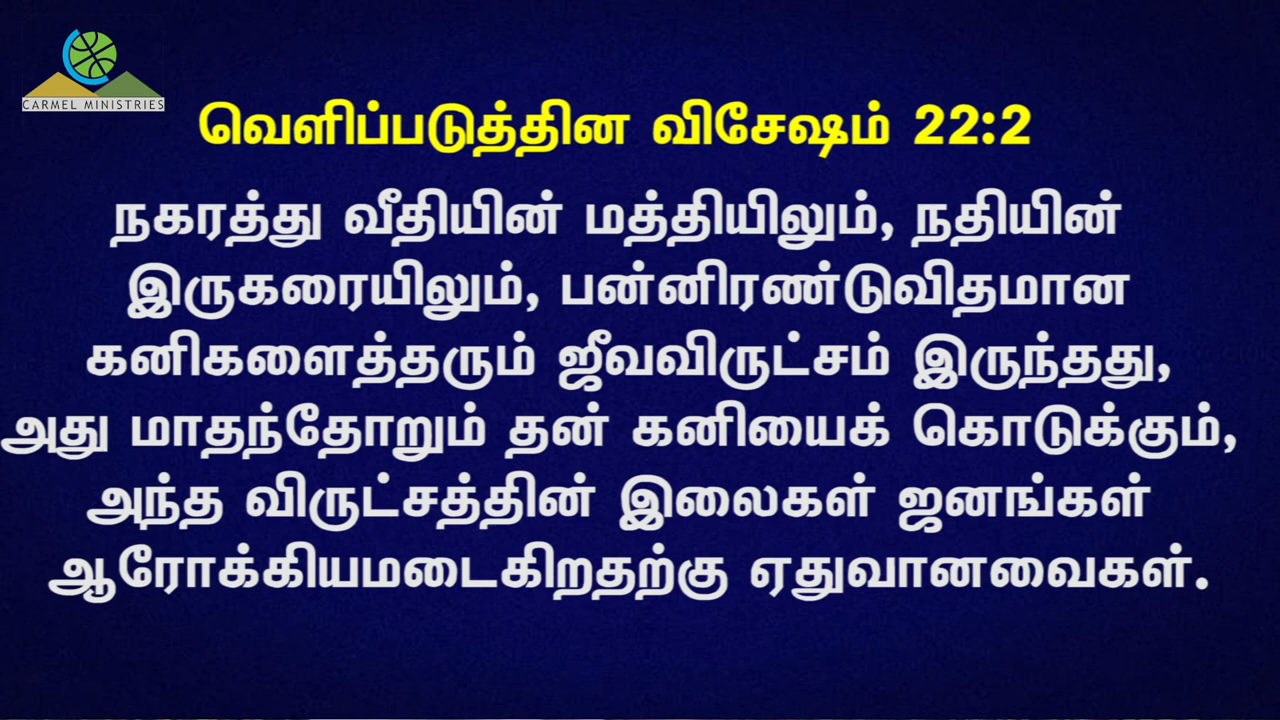 CARMEL MINISTRIES
வெளிப்படுத்தின விசேஷம் 22:2
நகரத்து வீதியின் மத்தியிலும், நதியின்
இருகரையிலும், பன்னிரண்டுவிதமான
கனிகளைத்தரும் ஜீவவிருட்சம் இருந்தது,
அது மாதந்தோறும் தன் கனியைக் கொடுக்கும்,
அந்த விருட்சத்தின் இலைகள் ஜனங்கள்
ஆரோக்கியமடைகிறதற்கு ஏதுவானவைகள்.